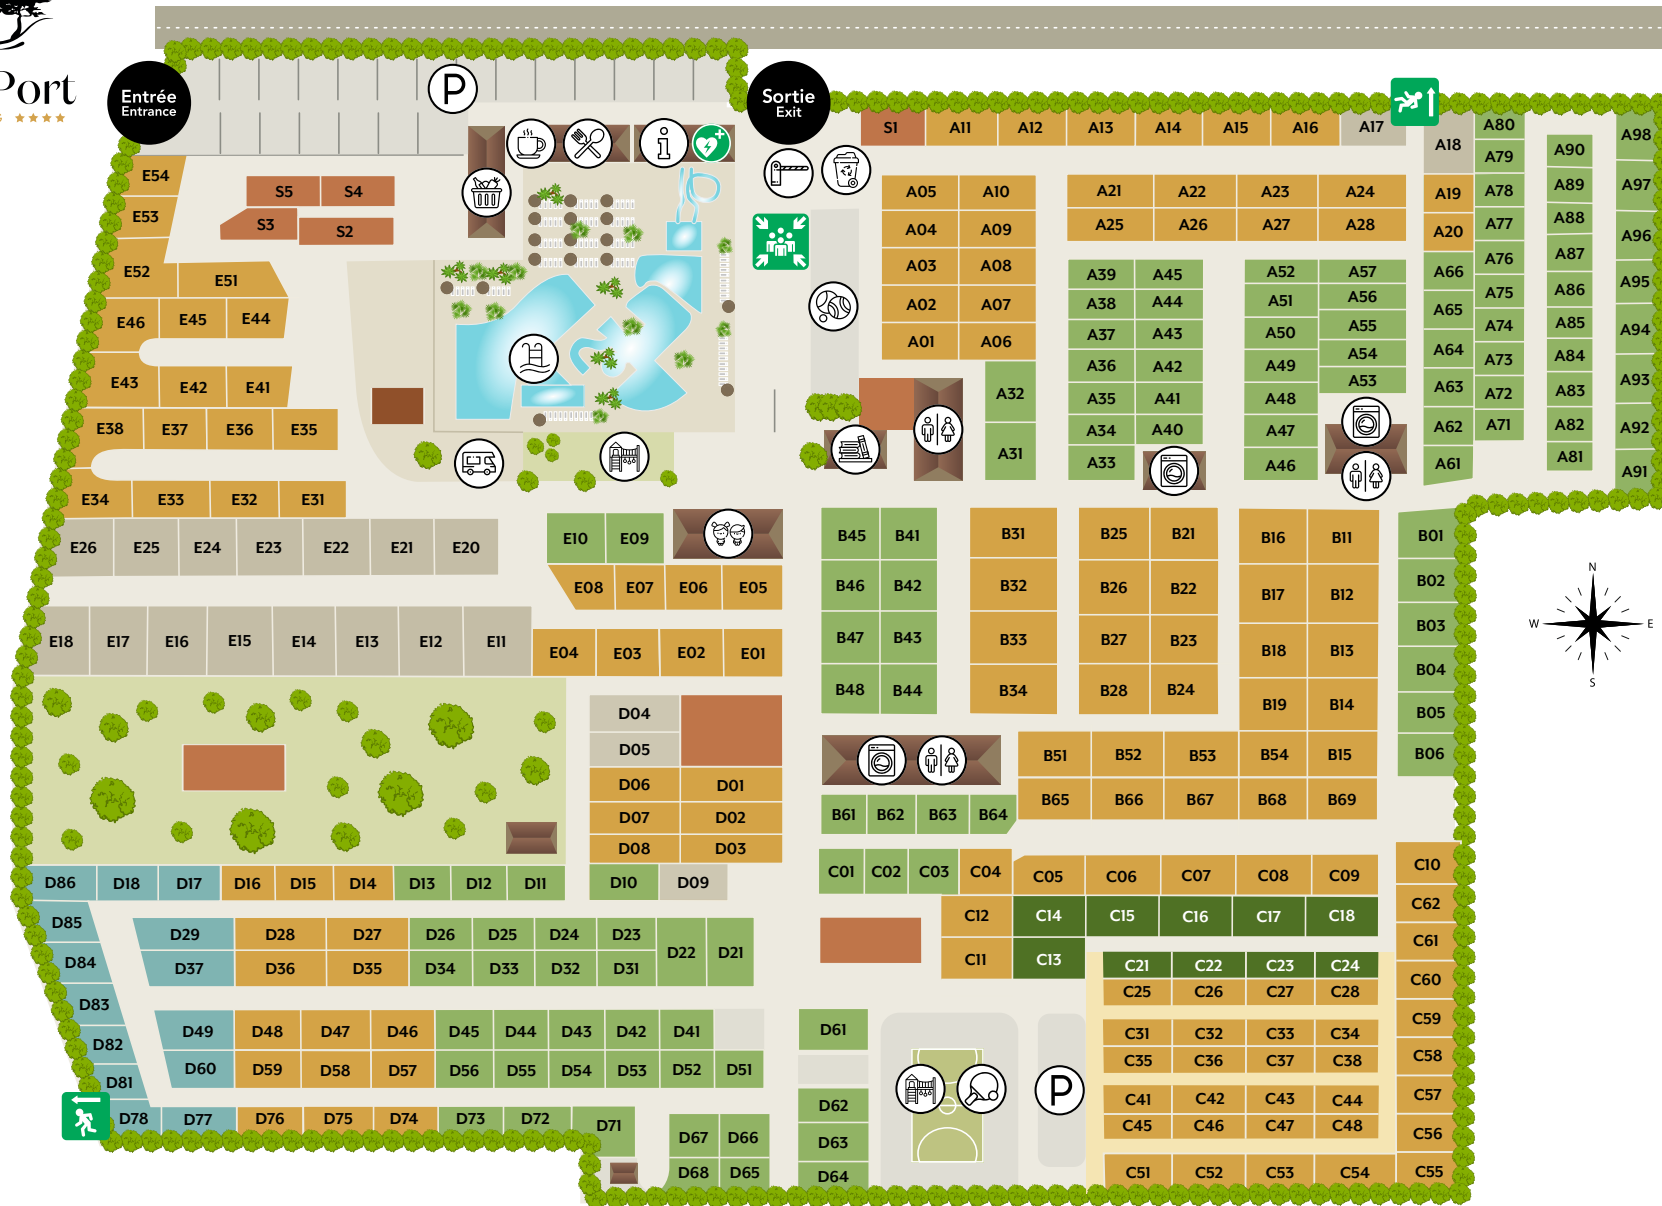 Port
Entrée
Entrance
P
Sortie
Exit
i
S1 A11 A12 A13 A14 A15 A16 A17 A18
A80
A79
A78
A77
A76
A75
A74
A73
A72
A71
A90
A89
A88
A87
A86
A85
A84
A83
A82
A81
A98
A97
A96
A95
A94
A93
A92
A91
A19
A20
A66
A65
A64
A63
A62
A61
A05 A10
A04 A09
A03 A08
A02 A07
A01 A06
A32
A31
A21 A22 A23 A24
A25 A26 A27 A28
A39 A45
A38 A44
A37 A43
A36 A42
A35 A41
A34 A40
A33
A52 A57
A51 A56
A50 A55
A49 A54
A48 A53
A47
A46
E54
E53
E52 E51
S5 S4
S3 S2
E46 E45 E44
E43 E42 E41
E38 E37 E36 E35
E34 E33 E32 E31
E26 E25 E24 E23 E22 E21 E20
E10 E09
E08 E07 E06 E05
E18 E17 E16 E15 E14 E13 E12 E11 E04 E03 E02 E01
B45 B41 B31 B25 B21 B16 B11
B46 B42 B32 B26 B22 B17 B12
B47 B43 B33 B27 B23 B18 B13
B48 B44 B34 B28 B24 B19 B14
B01
B02
B03
B04
B05
B06
N
W E
S
B51 B52 B53 B54 B15
B65 B66 B67 B68 B69
B61 B62 B63 B64
D04
D05
D06 D01
D07 D02
D08 D03
D10 D09
D86 D18 D17 D16 D15 D14 D13 D12 D11
D85
D84
D83
D82
D81
D29 D28 D27 D26 D25 D24 D23
D22 D21
D37 D36 D35 D34 D33 D32 D31
D49 D48 D47 D46 D45 D44 D43 D42 D41
D60 D59 D58 D57 D56 D55 D54 D53 D52 D51
D78 D77 D76 D75 D74 D73 D72 D71
D67 D66
D68 D65
D61
D62
D63
D64
C01 C02 C03 C04 C05 C06 C07 C08 C09
C12 C14 C15 C16 C17 C18
C11 C13
C21 C22 C23 C24
C25 C26 C27 C28
C31 C32 C33 C34
C35 C36 C37 C38
C41 C42 C43 C44
C45 C46 C47 C48
C51 C52 C53 C54
P
C10
C62
C61
C60
C59
C58
C57
C56
C55